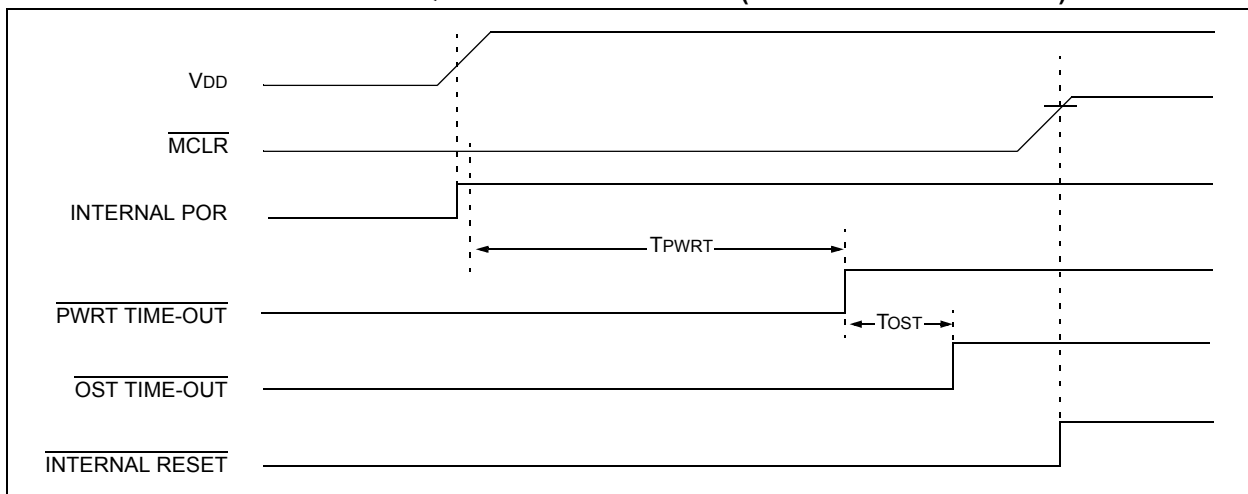 VDD
MCLR
INTERNAL POR
TPWRT
PWRT TIME-OUT
TOST
OST TIME-OUT
INTERNAL RESET